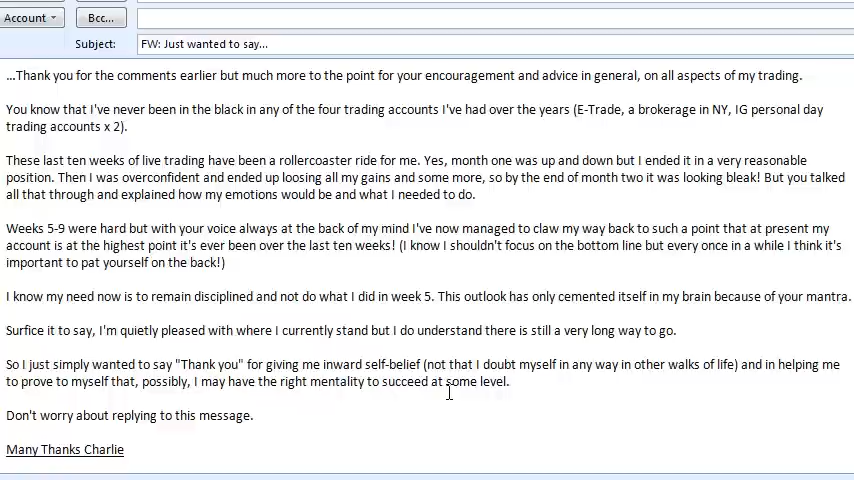 Account
Bcc...
Subject:
FW: Just wanted to say...
...Thank you for the comments earlier but much more to the point for your encouragement and advice in general, on all aspects of my trading.
You know that I've never been in the black in any of the four trading accounts I've had over the years (E-Trade, a brokerage in NY, IG personal day
trading accounts x 2).
These last ten weeks of live trading have been a rollercoaster ride for me. Yes, month one was up and down but I ended it in a very reasonable
position. Then I was overconfident and ended up loosing all my gains and some more, so by the end of month two it was looking bleak! But you talked
all that through and explained how my emotions would be and what I needed to do.
Weeks 5-9 were hard but with your voice always at the back of my mind I've now managed to claw my way back to such a point that at present my
account is at the highest point it's ever been over the last ten weeks! (I know I shouldn't focus on the bottom line but every once in a while I think it's
important to pat yourself on the back!)
I know my need now is to remain disciplined and not do what I did in week 5. This outlook has only cemented itself in my brain because of your mantra.
Surfice it to say, I'm quietly pleased with where I currently stand but I do understand there is still a very long way to go.
So I just simply wanted to say "Thank you" for giving me inward self-belief (not that I doubt myself in any way in other walks of life) and in helping me
to prove to myself that, possibly, I may have the right mentality to succeed at some level.
Don't worry about replying to this message.
Many Thanks Charlie